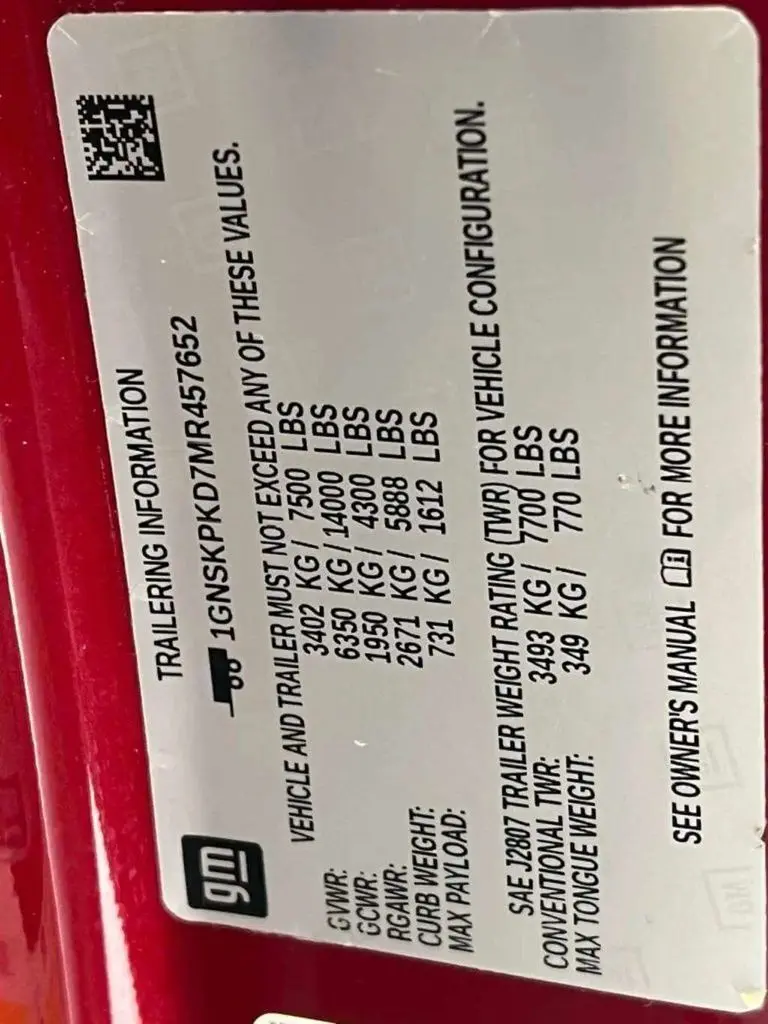 gm
TRAILERING INFORMATION
1GNSKPKD7MR457652
VEHICLE AND TRAILER MUST NOT EXCEED ANY OF THESE VALUES.
GVWR: 3402 KG / 7500 LBS
GCWR: 6350 KG / 14000 LBS
RGAWR: 1950 KG / 4300 LBS
CURB WEIGHT: 2671 KG / 5888 LBS
MAX PAYLOAD: 731 KG / 1612 LBS
SAE J2807 TRAILER WEIGHT RATING (TWR) FOR VEHICLE CONFIGURATION.
CONVENTIONAL TWR: 3493 KG / 7700 LBS
MAX TONGUE WEIGHT: 349 KG / 770 LBS
SEE OWNER'S MANUAL FOR MORE INFORMATION